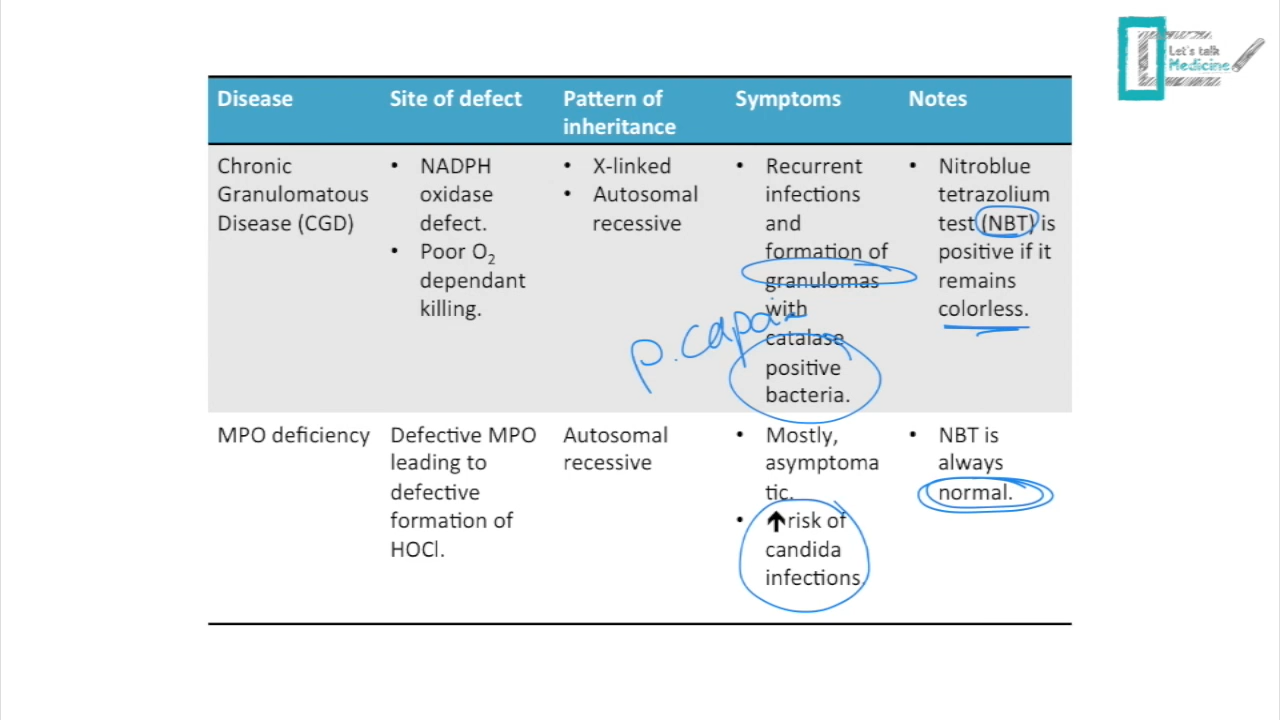 Let's talk
Medicine
Disease
Site of defect
Pattern of
inheritance
Symptoms
Notes
Chronic
Granulomatous
Disease (CGD)
• NADPH
oxidase
defect.
• Poor O₂
dependant
killing.
• X-linked
• Autosomal
recessive
• Recurrent
infections
and
formation of
granulomas
with
catalase
positive
bacteria.
• Nitroblue
tetrazolium
test (NBT) is
positive if it
remains
colorless.
MPO deficiency
Defective MPO
leading to
defective
formation of
HOCl.
Autosomal
recessive
• Mostly,
asymptoma
tic.
• ↑risk of
candida
infections.
• NBT is
always
normal.